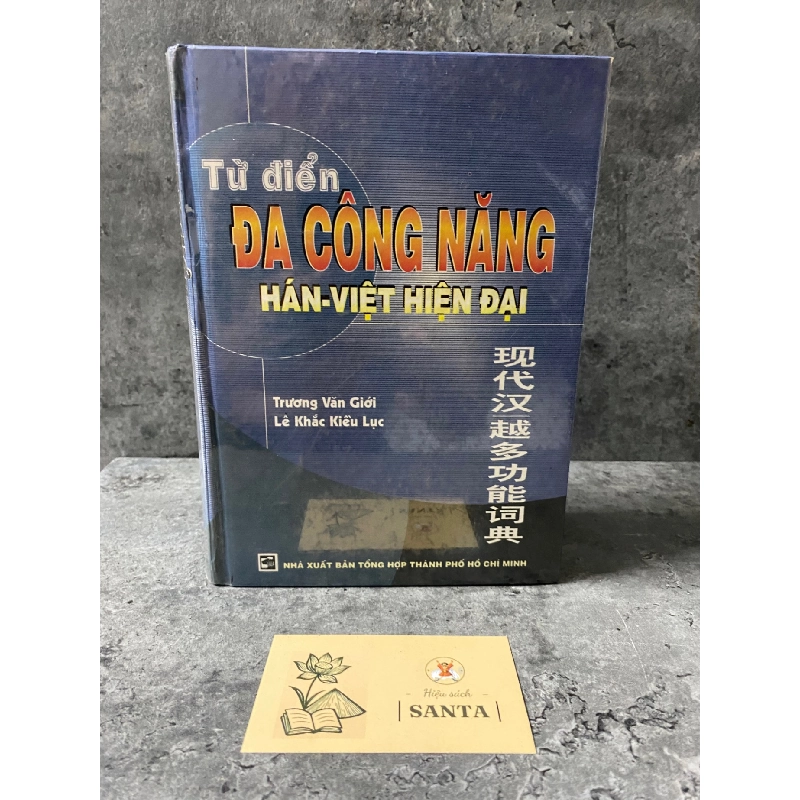 Từ điển
ĐA CÔNG NĂNG
HÁN-VIỆT HIỆN ĐẠI
现代汉越多功能词典
Trương Văn Giới
Lê Khắc Kiều Lục
NHÀ XUẤT BẢN TỔNG HỢP THÀNH PHỐ HỒ CHÍ MINH
Hiệu sách
SANTA